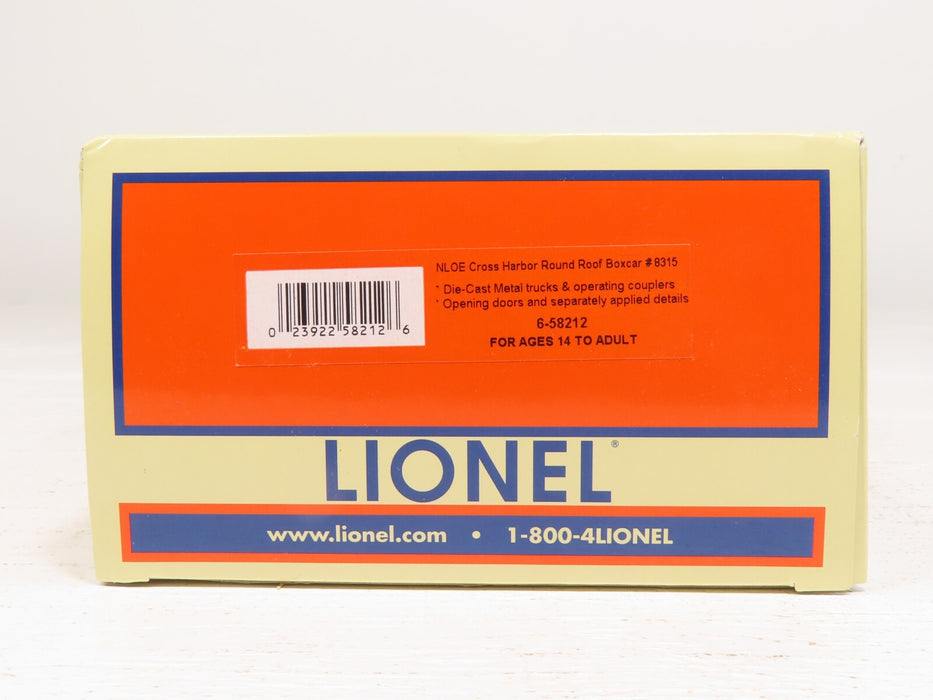 NLOE Cross Harbor Round Roof Boxcar # 8315
* Die-Cast Metal trucks & operating couplers
* Opening doors and separately applied details
6-58212
FOR AGES 14 TO ADULT
0 23922 58212 6
LIONEL®
www.lionel.com • 1-800-4LIONEL